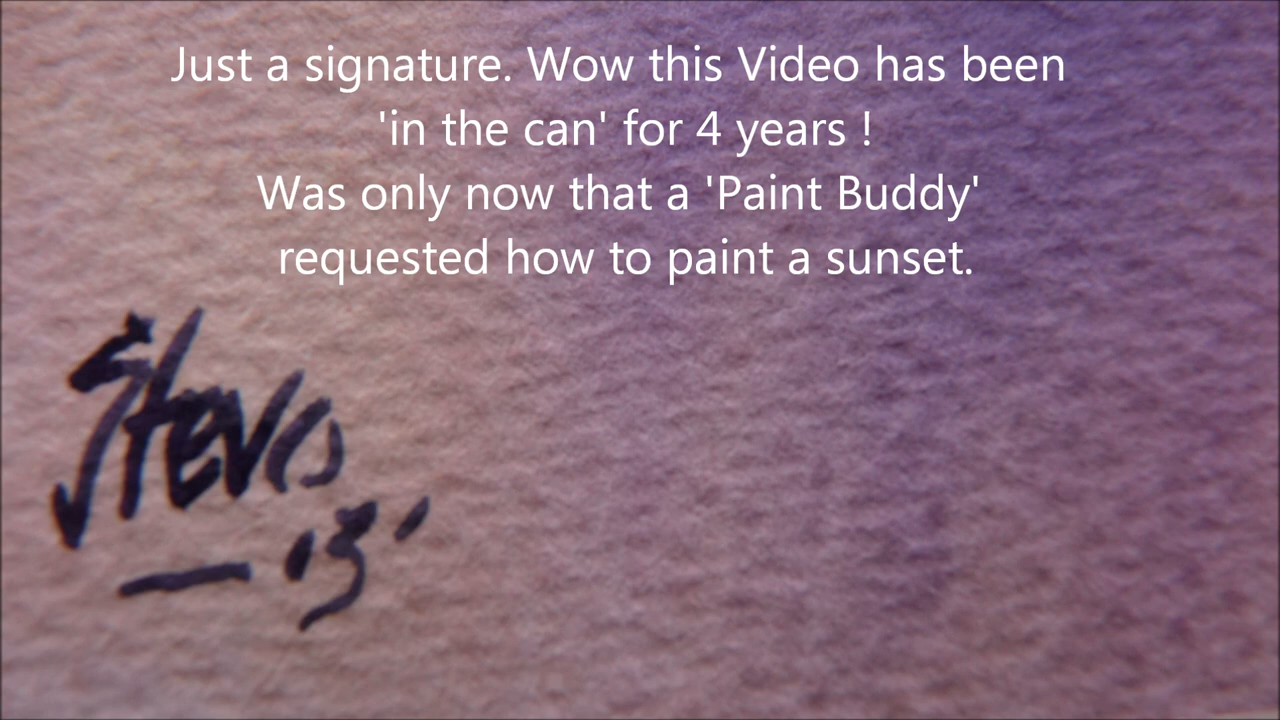 Just a signature. Wow this Video has been
'in the can' for 4 years !
Was only now that a 'Paint Buddy'
requested how to paint a sunset.
Stevo
— '13'